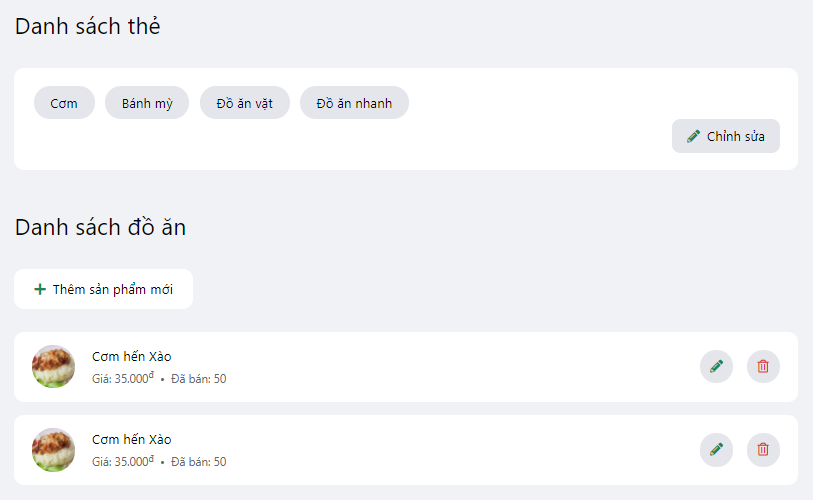 Danh sách thẻ
Cơm Bánh mỳ Đồ ăn vặt Đồ ăn nhanh
Chỉnh sửa
Danh sách đồ ăn
Thêm sản phẩm mới
Cơm hến Xào
Giá: 35.000đ • Đã bán: 50
Cơm hến Xào
Giá: 35.000đ • Đã bán: 50